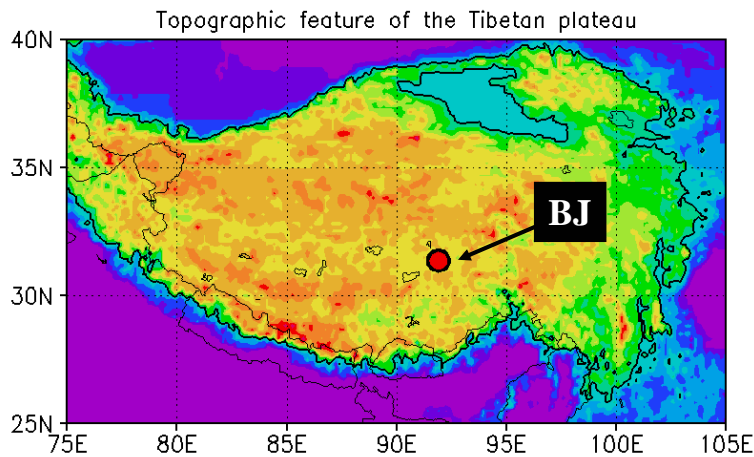 Topographic feature of the Tibetan plateau
40N
35N
BJ
30N
25N
75E 80E 85E 90E 95E 100E 105E